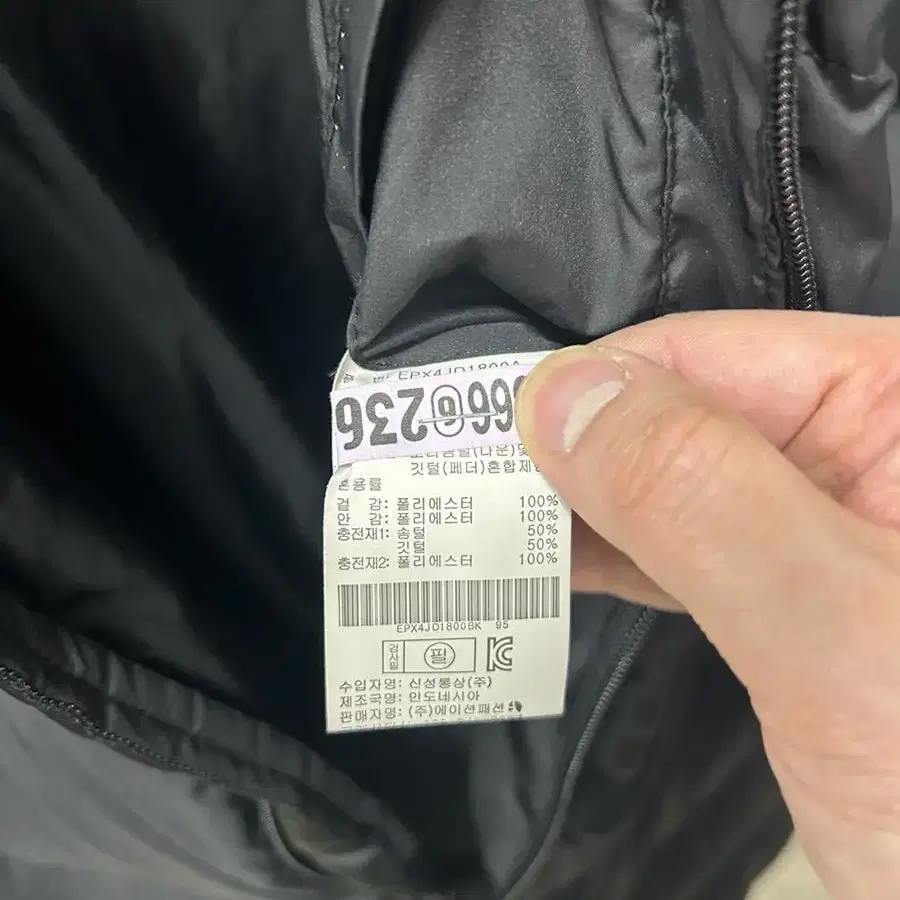 EPX4JD1800A
236 6 66
깃털(페더)혼합제
혼용률
겉 감: 폴리에스터 100%
안 감: 폴리에스터 100%
충전재1: 솜털 50%
깃털 50%
충전재2: 폴리에스터 100%
EPX4JD1800BK 95
검사필 필 KC
수입자명: 신성통상(주)
제조국명: 인도네시아
판매자명: (주)에이션패션